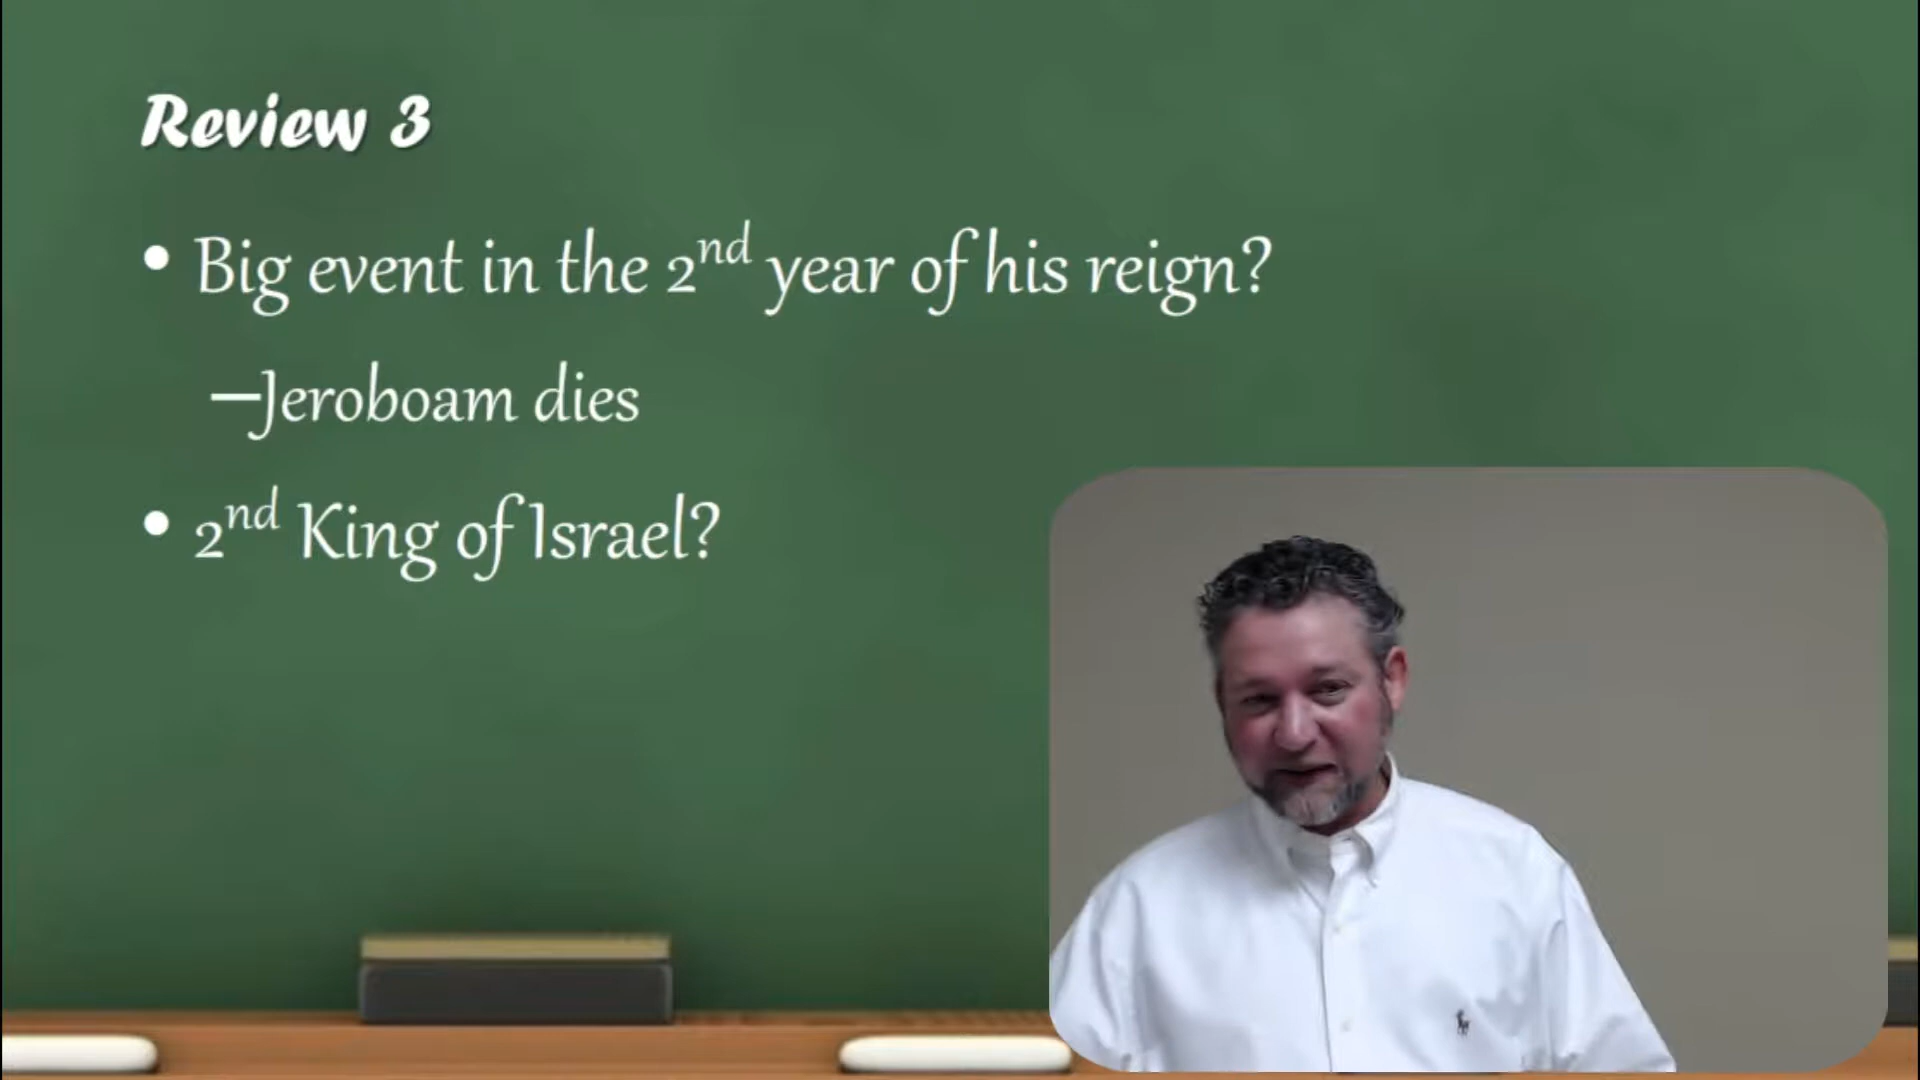 Review 3
• Big event in the 2nd year of his reign?
–Jeroboam dies
• 2nd King of Israel?